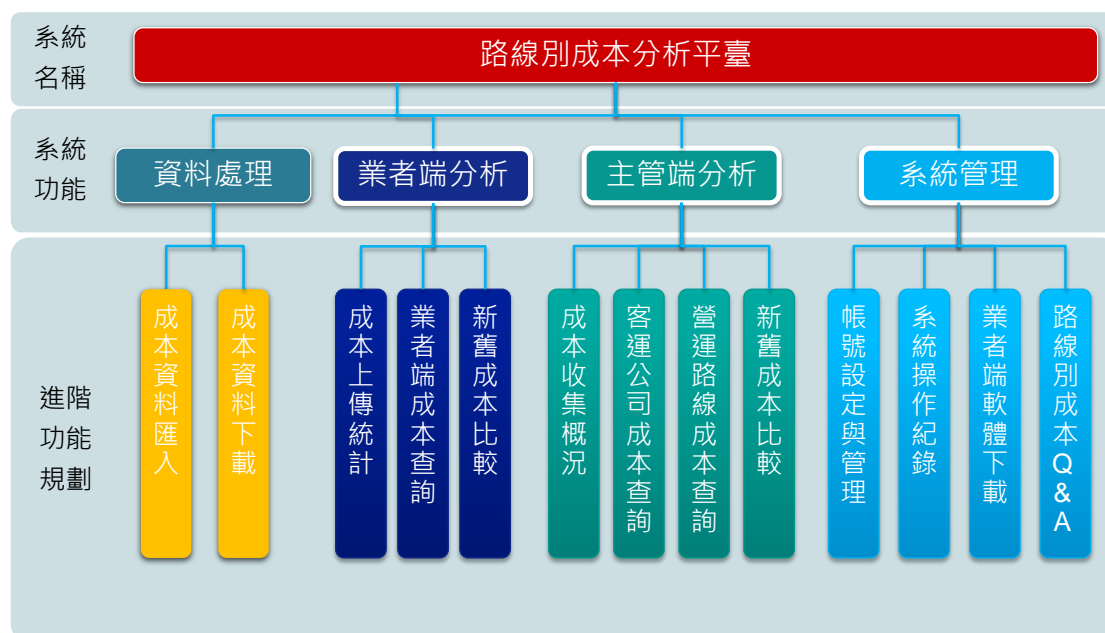 系統
名稱
路線別成本分析平臺
系統
功能
資料處理
業者端分析
主管端分析
系統管理
進階
功能
規劃
成本資料匯入
成本資料下載
成本上傳統計
業者端成本查詢
新舊成本比較
成本收集概況
客運公司成本查詢
營運路線成本查詢
新舊成本比較
帳號設定與管理
系統操作紀錄
業者端軟體下載
路線別成本Q&A